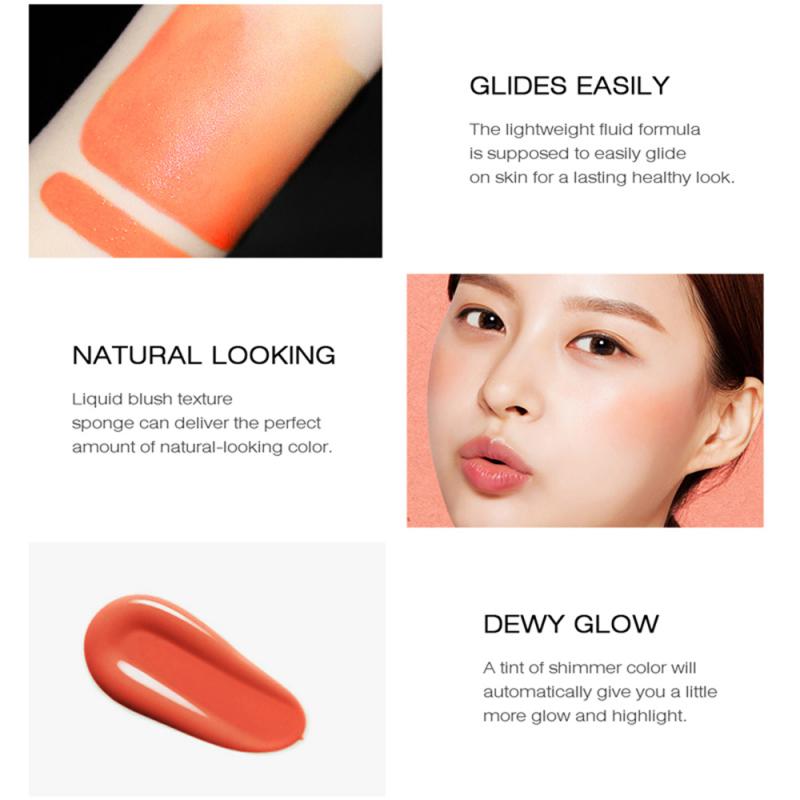 GLIDES EASILY
The lightweight fluid formula
is supposed to easily glide
on skin for a lasting healthy look.
NATURAL LOOKING
Liquid blush texture
sponge can deliver the perfect
amount of natural-looking color.
DEWY GLOW
A tint of shimmer color will
automatically give you a little
more glow and highlight.